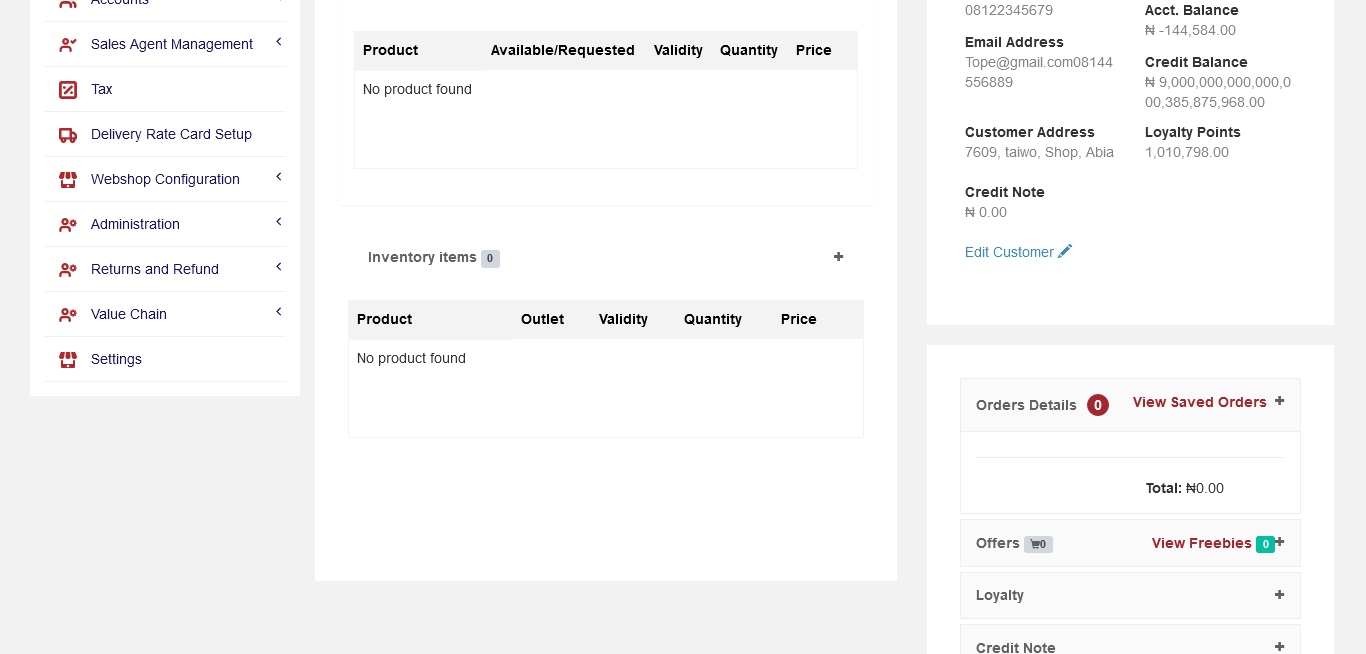 Accounts
Sales Agent Management
Tax
Delivery Rate Card Setup
Webshop Configuration
Administration
Returns and Refund
Value Chain
Settings
Product Available/Requested Validity Quantity Price
No product found
Inventory items 0
Product Outlet Validity Quantity Price
No product found
08122345679
Email Address
Tope@gmail.com08144
556889
Customer Address
7609, taiwo, Shop, Abia
Credit Note
₦ 0.00
Edit Customer
Acct. Balance
₦ -144,584.00
Credit Balance
₦ 9,000,000,000,000,0
00,385,875,968.00
Loyalty Points
1,010,798.00
Orders Details 0 View Saved Orders
Total: ₦0.00
Offers 0 View Freebies 0
Loyalty
Credit Note